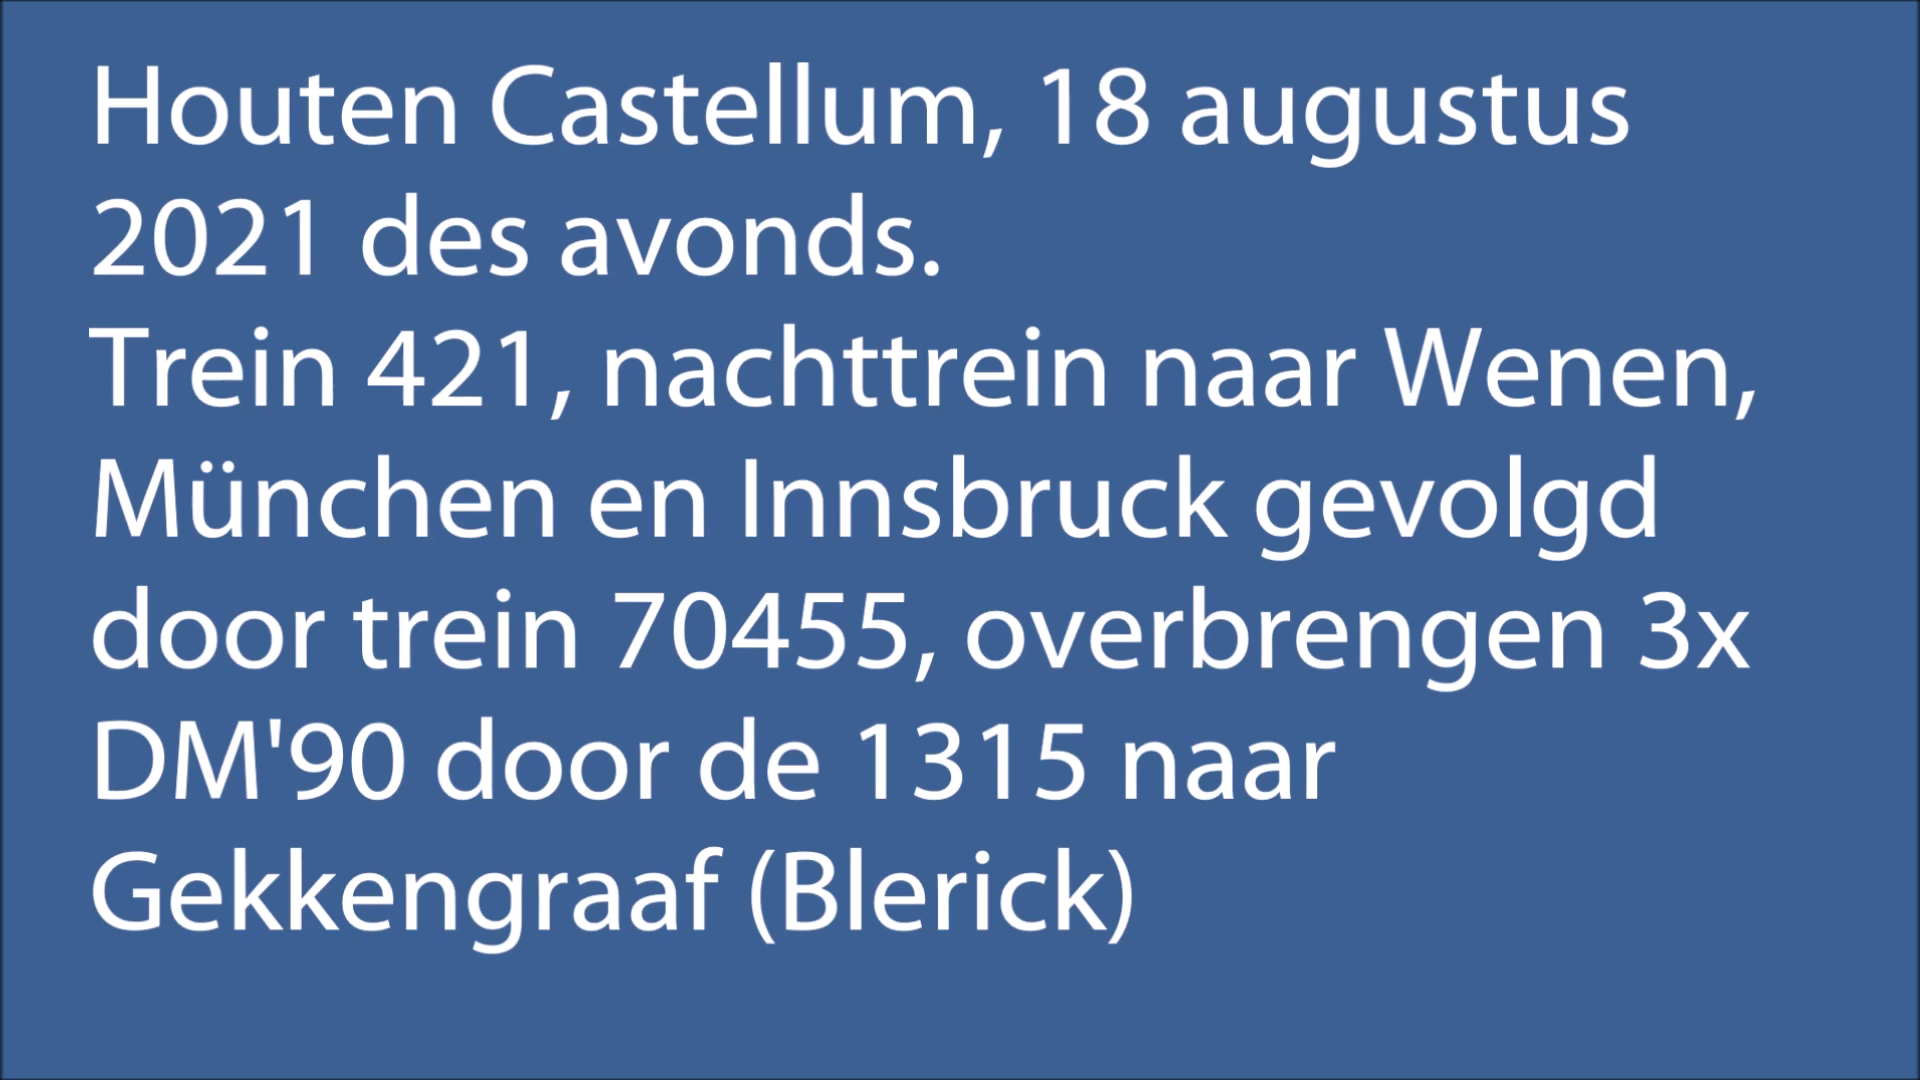 Houten Castellum, 18 augustus
2021 des avonds.
Trein 421, nachttrein naar Wenen,
München en Innsbruck gevolgd
door trein 70455, overbrengen 3x
DM'90 door de 1315 naar
Gekkengraaf (Blerick)